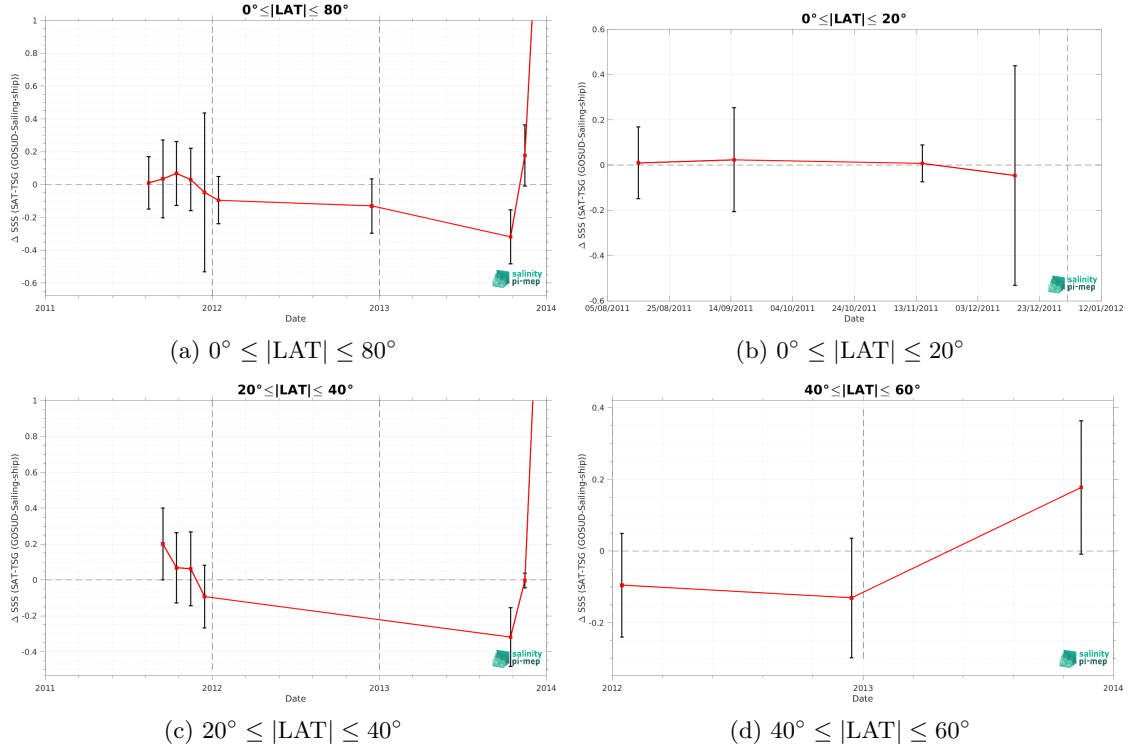 0°≤|LAT|≤ 80°
Δ SSS (SAT-TSG (GOSUD-Sailing-ship))
1
0.8
0.6
0.4
0.2
0
-0.2
-0.4
-0.6
2011 2012 2013 2014
Date
salinity
pi-mep
(a) 0° ≤ |LAT| ≤ 80°
0°≤|LAT|≤ 20°
Δ SSS (SAT-TSG (GOSUD-Sailing-ship))
0.6
0.4
0.2
0
-0.2
-0.4
-0.6
05/08/2011 25/08/2011 14/09/2011 04/10/2011 24/10/2011 13/11/2011 03/12/2011 23/12/2011 12/01/2012
Date
salinity
pi-mep
(b) 0° ≤ |LAT| ≤ 20°
20°≤|LAT|≤ 40°
Δ SSS (SAT-TSG (GOSUD-Sailing-ship))
1
0.8
0.6
0.4
0.2
0
-0.2
-0.4
2011 2012 2013 2014
Date
salinity
pi-mep
(c) 20° ≤ |LAT| ≤ 40°
40°≤|LAT|≤ 60°
Δ SSS (SAT-TSG (GOSUD-Sailing-ship))
0.4
0.2
0
-0.2
2012 2013 2014
Date
salinity
pi-mep
(d) 40° ≤ |LAT| ≤ 60°